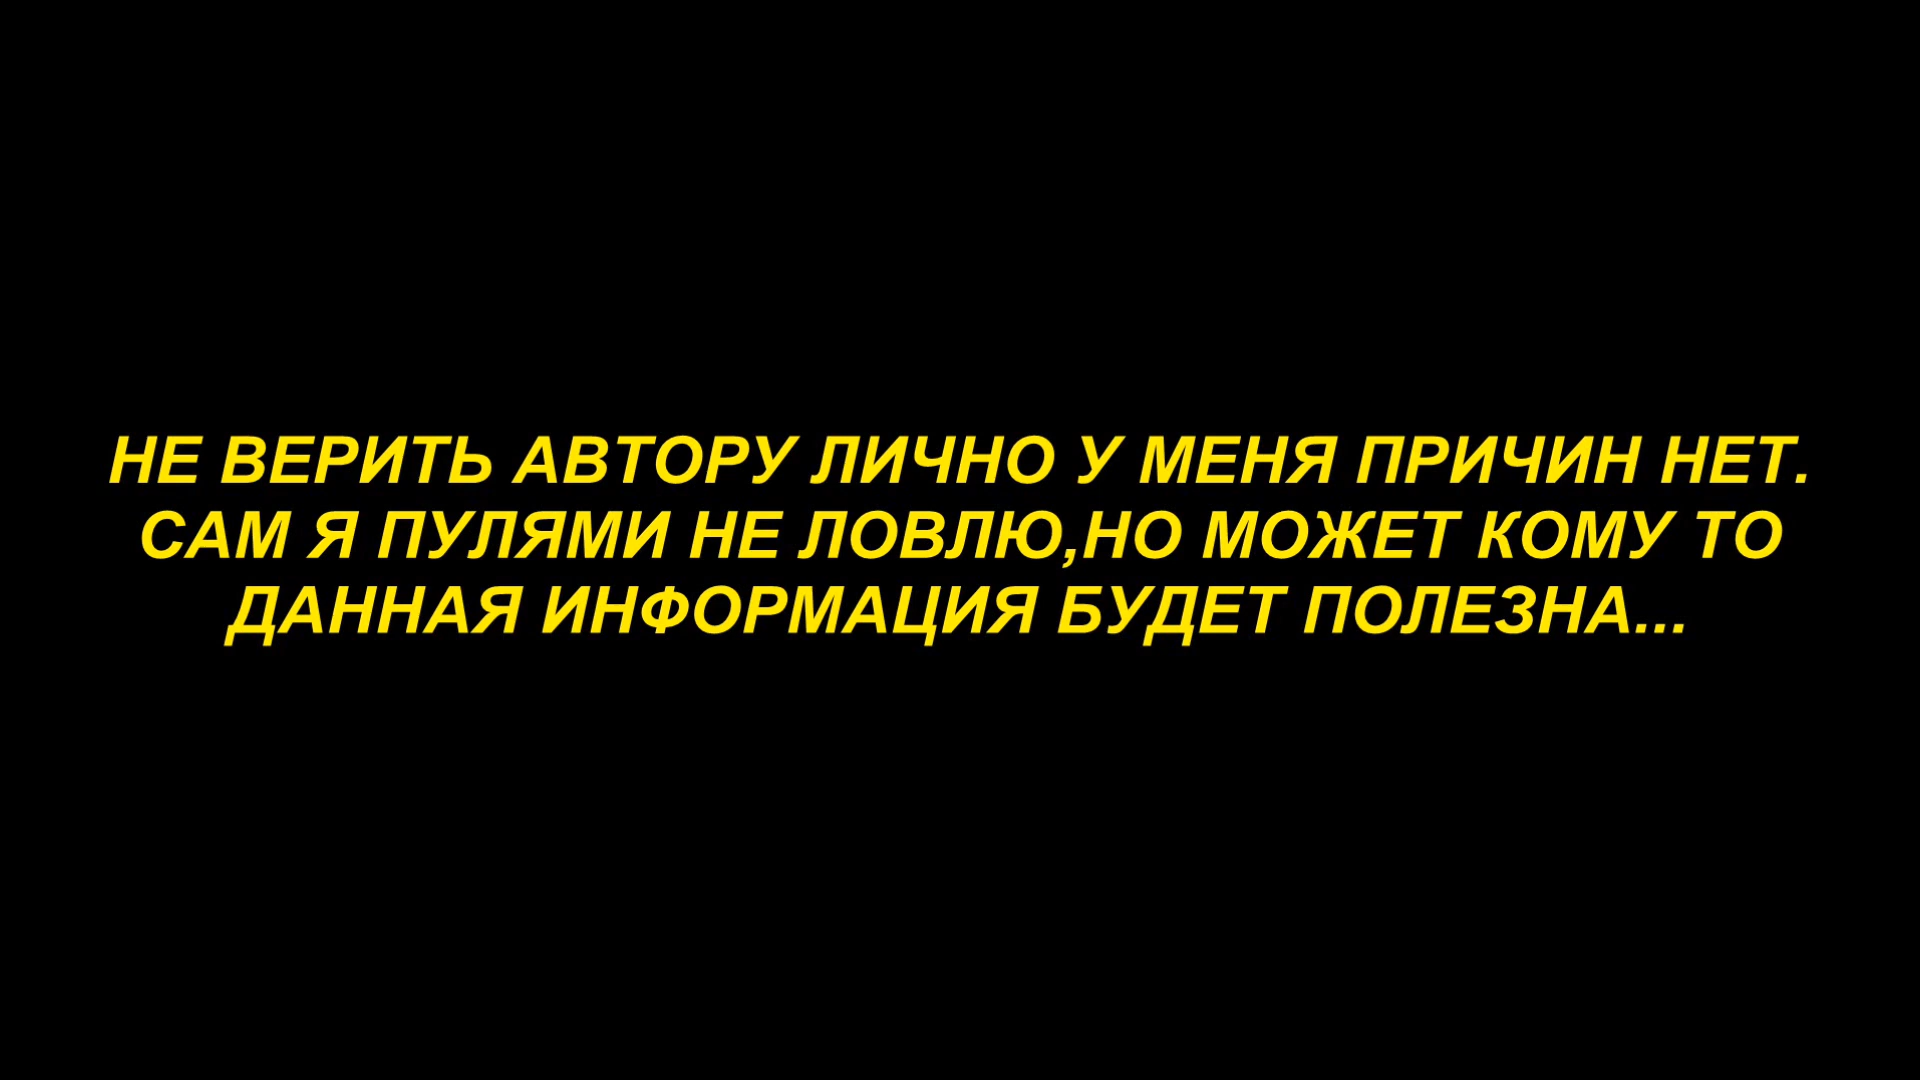 НЕ ВЕРИТЬ АВТОРУ ЛИЧНО У МЕНЯ ПРИЧИН НЕТ.
САМ Я ПУЛЯМИ НЕ ЛОВЛЮ,НО МОЖЕТ КОМУ ТО
ДАННАЯ ИНФОРМАЦИЯ БУДЕТ ПОЛЕЗНА...